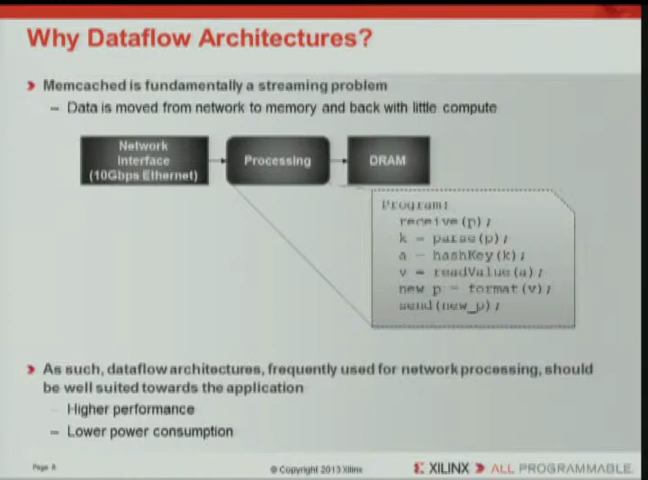 Why Dataflow Architectures?
Memcached is fundamentally a streaming problem
– Data is moved from network to memory and back with little compute
Network
Interface
(10Gbps Ethernet)
Processing
DRAM
Program:
receive(p);
k = parse(p);
a = hashKey(k);
v = readValue(a);
new_p = format(v);
send(new_p);
As such, dataflow architectures, frequently used for network processing, should
be well suited towards the application
– Higher performance
– Lower power consumption
Page 8
© Copyright 2013 Xilinx
XILINX ALL PROGRAMMABLE.